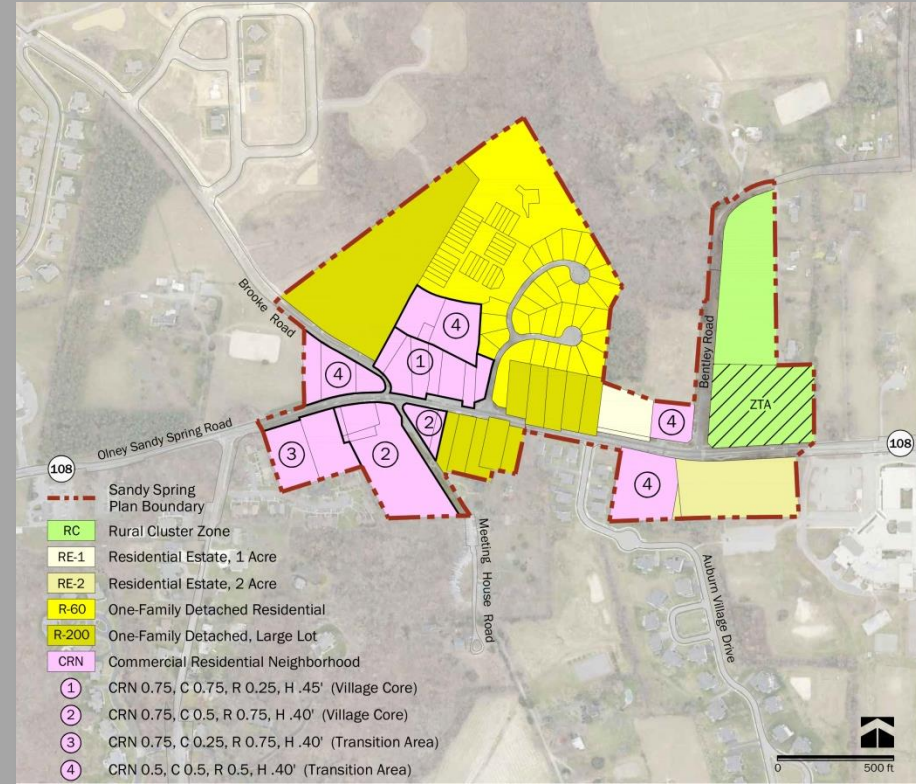 Brooke Road
4
1
4
Bentley Road
ZTA
4
2
3
2
4
Olney Sandy Spring Road
108
108
Meeting House Road
Auburn Village Drive
Sandy Spring
Plan Boundary
RC Rural Cluster Zone
RE-1 Residential Estate, 1 Acre
RE-2 Residential Estate, 2 Acre
R-60 One-Family Detached Residential
R-200 One-Family Detached, Large Lot
CRN Commercial Residential Neighborhood
1 CRN 0.75, C 0.75, R 0.25, H .45' (Village Core)
2 CRN 0.75, C 0.5, R 0.75, H .40' (Village Core)
3 CRN 0.75, C 0.25, R 0.75, H .40' (Transition Area)
4 CRN 0.5, C 0.5, R 0.5, H .40' (Transition Area)
0 500 ft